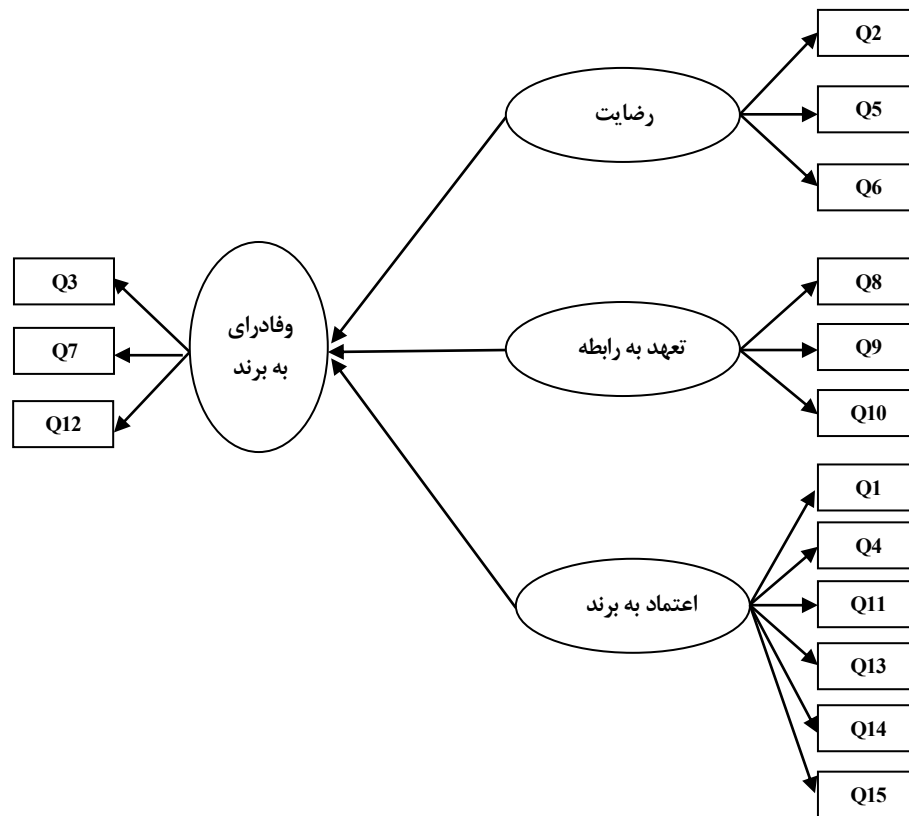 Q2
رضایت
Q5
Q6
Q3
وفادرای
به برند
Q7
Q12
Q8
تعهد به رابطه
Q9
Q10
Q1
Q4
اعتماد به برند
Q11
Q13
Q14
Q15